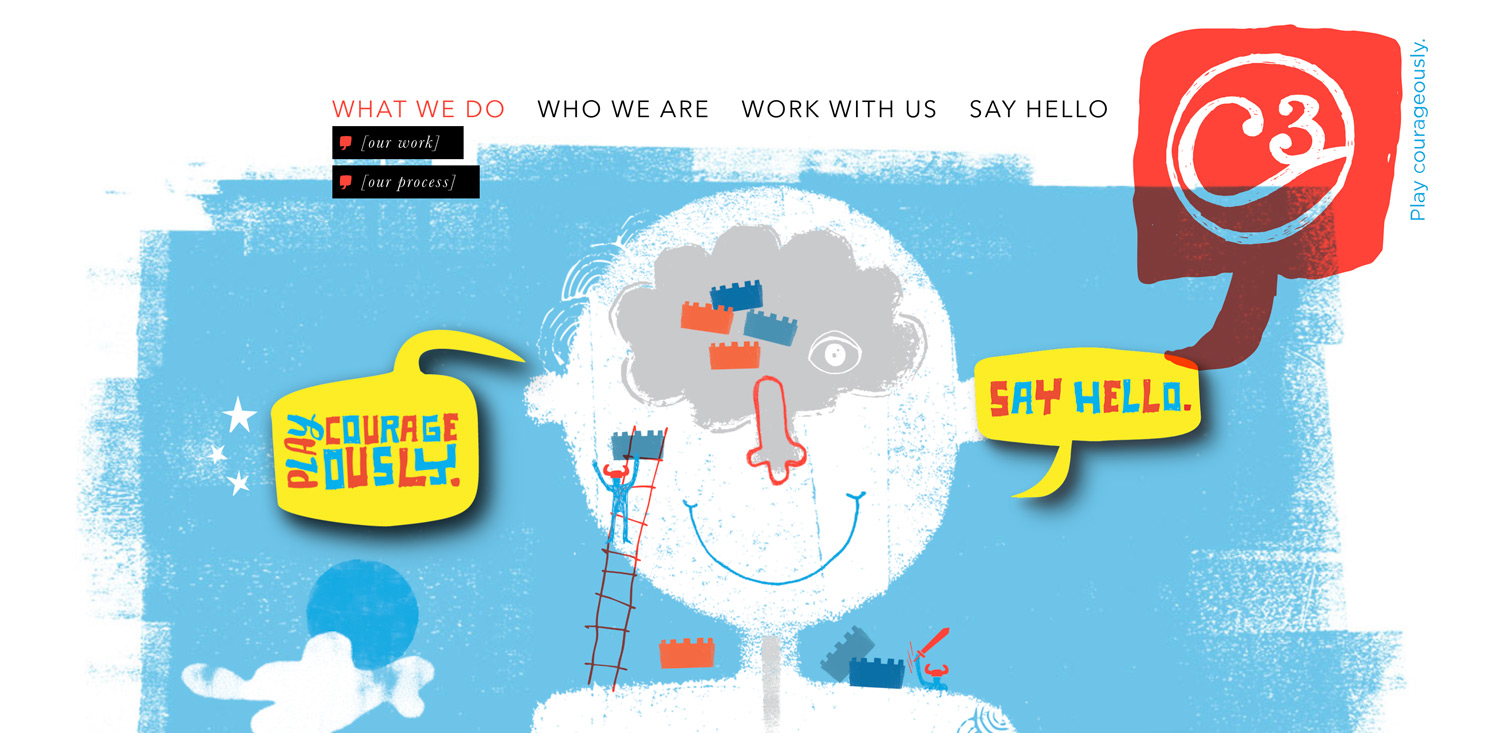 WHAT WE DO WHO WE ARE WORK WITH US SAY HELLO
[our work]
[our process]
C3
Play courageously.
PLAY
COURAGE
OUSLY.
SAY HELLO.